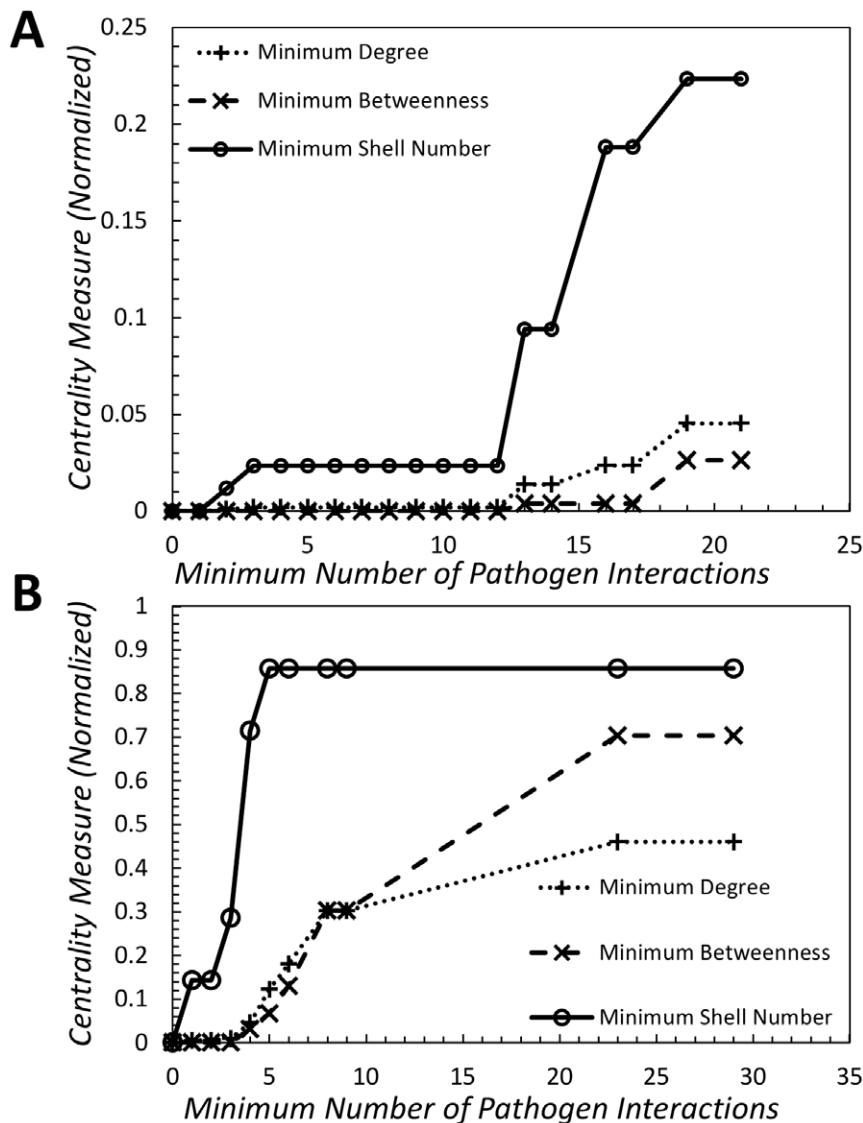 A
Centrality Measure (Normalized)
0.25
0.2
0.15
0.1
0.05
0
Minimum Degree
Minimum Betweenness
Minimum Shell Number
0 5 10 15 20 25
Minimum Number of Pathogen Interactions
B
Centrality Measure (Normalized)
1
0.9
0.8
0.7
0.6
0.5
0.4
0.3
0.2
0.1
0
Minimum Degree
Minimum Betweenness
Minimum Shell Number
0 5 10 15 20 25 30 35
Minimum Number of Pathogen Interactions